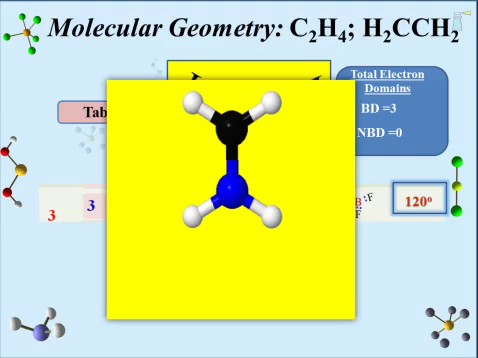 Molecular Geometry: C₂H₄; H₂CCH₂
Total Electron
Domains
BD =3
NBD =0
Tab
3 3 B F 120º
F